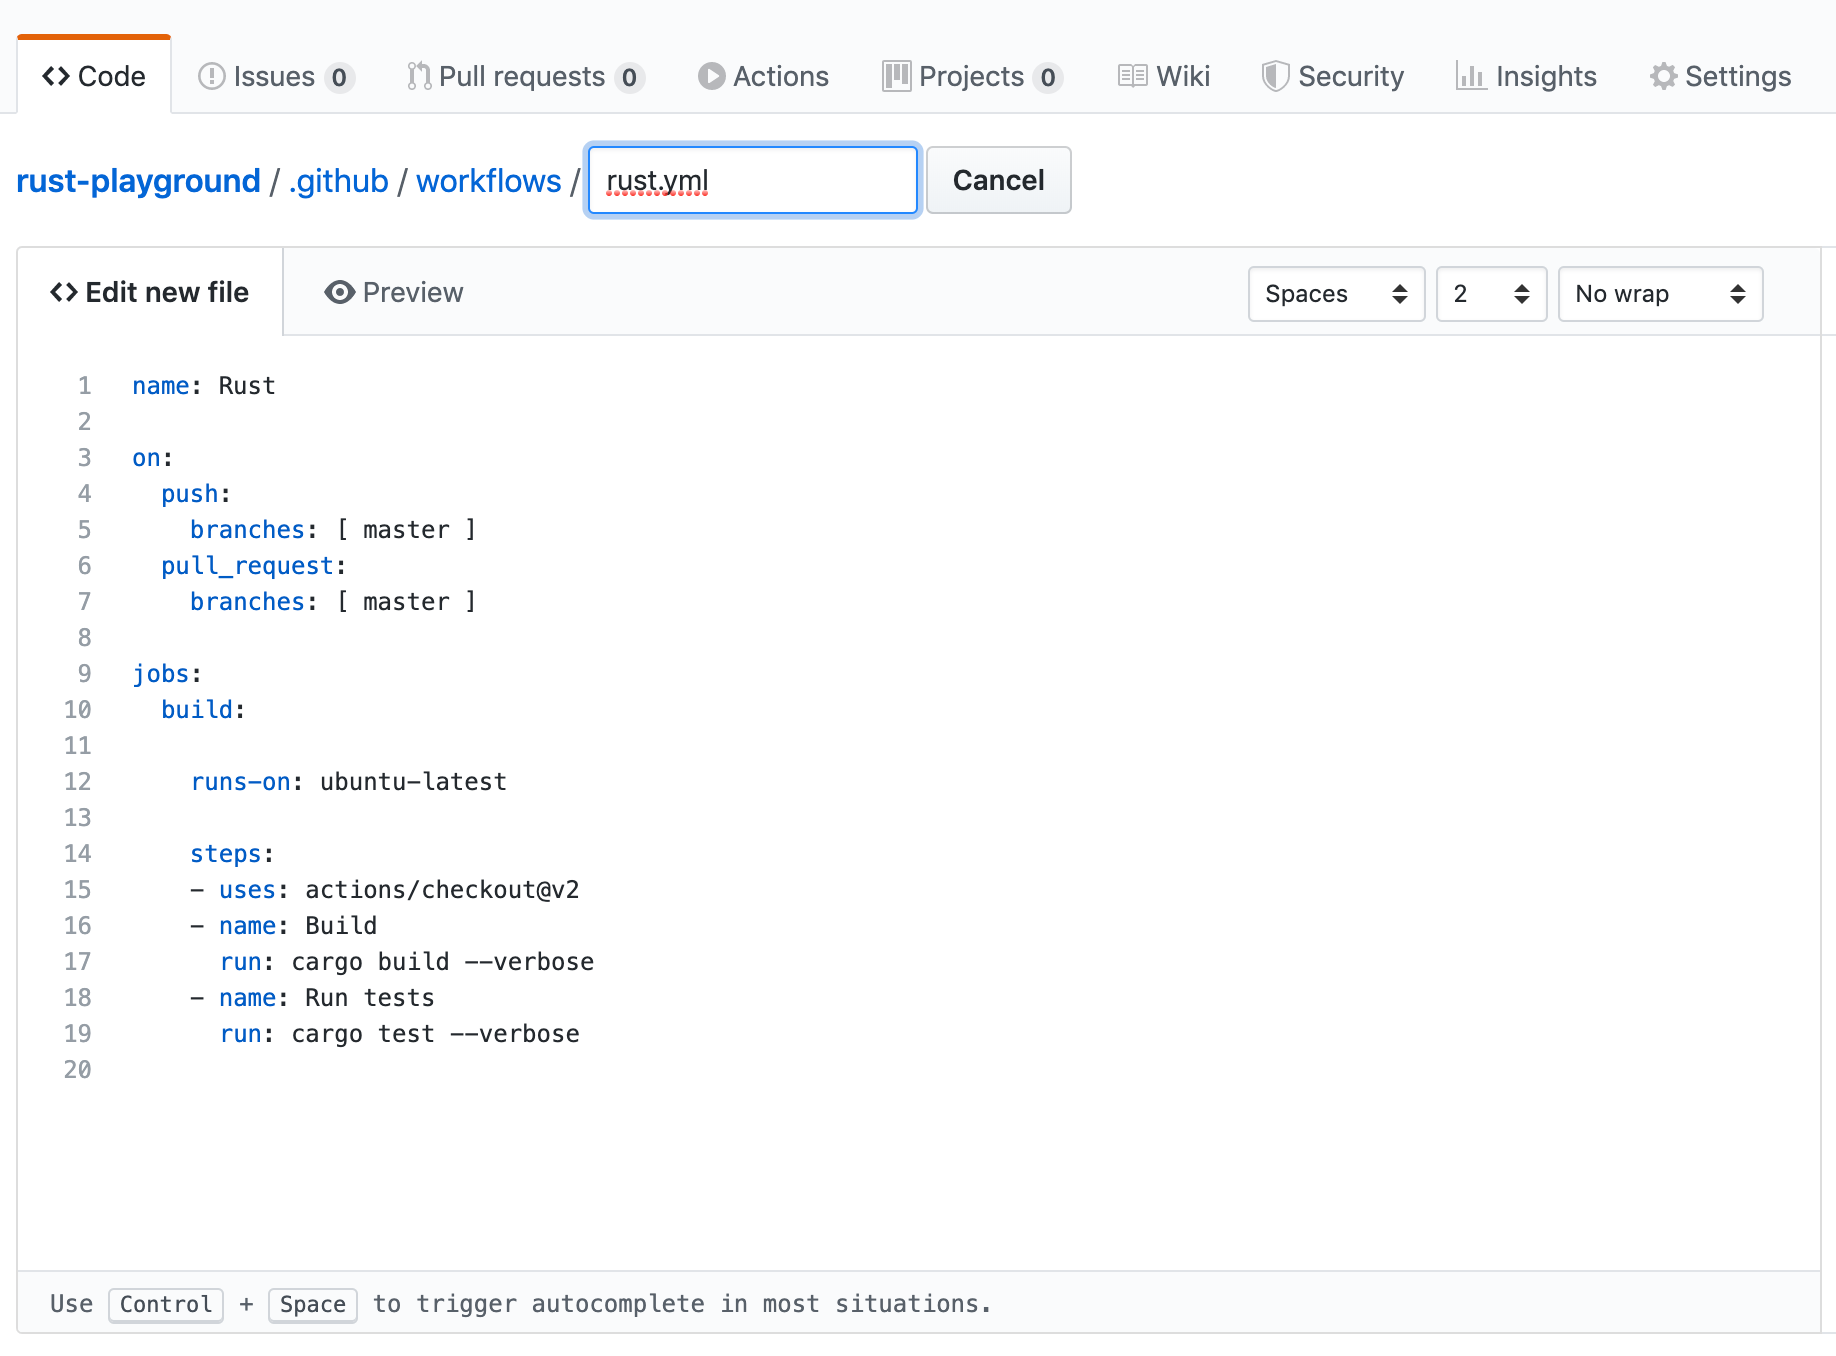 Code Issues 0 Pull requests 0 Actions Projects 0 Wiki Security Insights Settings
rust-playground / .github / workflows / rust.yml Cancel
Edit new file Preview Spaces 2 No wrap
1 name: Rust
2
3 on:
4   push:
5     branches: [ master ]
6   pull_request:
7     branches: [ master ]
8
9 jobs:
10   build:
11
12     runs-on: ubuntu-latest
13
14     steps:
15     - uses: actions/checkout@v2
16     - name: Build
17       run: cargo build --verbose
18     - name: Run tests
19       run: cargo test --verbose
20
Use Control + Space to trigger autocomplete in most situations.